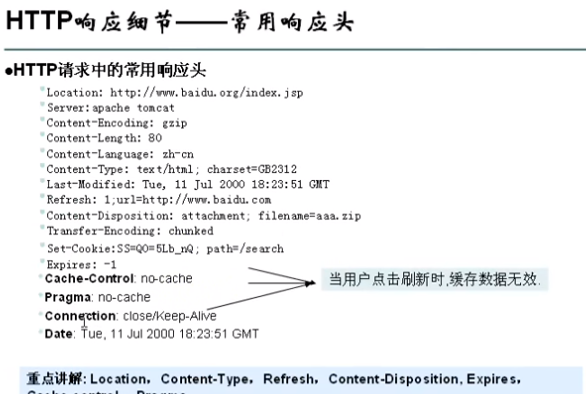 HTTP响应细节——常用响应头
●HTTP请求中的常用响应头
Location: http://www.baidu.org/index.jsp
Server:apache tomcat
Content-Encoding: gzip
Content-Length: 80
Content-Language: zh-cn
Content-Type: text/html; charset=GB2312
Last-Modified: Tue, 11 Jul 2000 18:23:51 GMT
Refresh: 1;url=http://www.baidu.com
Content-Disposition: attachment; filename=aaa.zip
Transfer-Encoding: chunked
Set-Cookie:SS=Q0=5Lb_nQ; path=/search
Expires: -1
Cache-Control: no-cache
当用户点击刷新时,缓存数据无效.
Pragma: no-cache
Connection: close/Keep-Alive
Date: Tue, 11 Jul 2000 18:23:51 GMT
重点讲解: Location，Content-Type，Refresh，Content-Disposition, Expires，